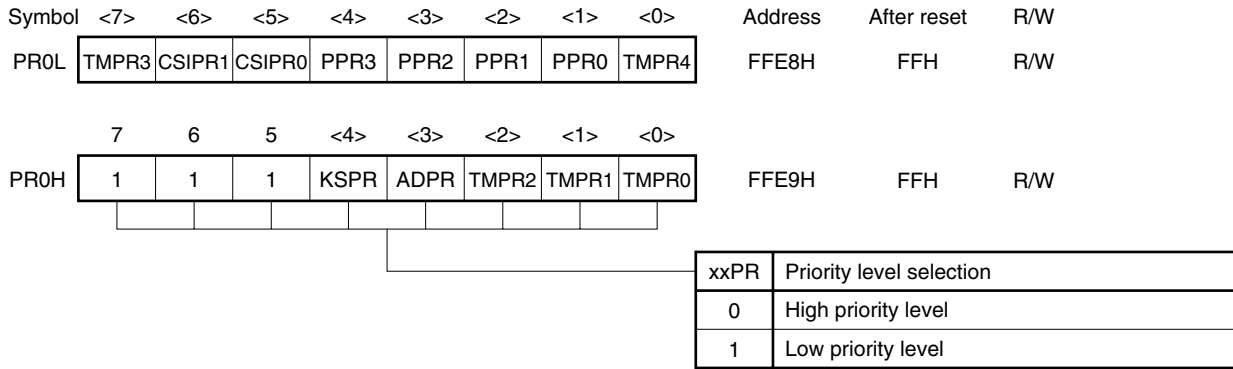 Symbol <7> <6> <5> <4> <3> <2> <1> <0> Address After reset R/W
PR0L TMPR3 CSIPR1 CSIPR0 PPR3 PPR2 PPR1 PPR0 TMPR4 FFE8H FFH R/W
7 6 5 <4> <3> <2> <1> <0>
PR0H 1 1 1 KSPR ADPR TMPR2 TMPR1 TMPR0 FFE9H FFH R/W
xxPR Priority level selection
0 High priority level
1 Low priority level